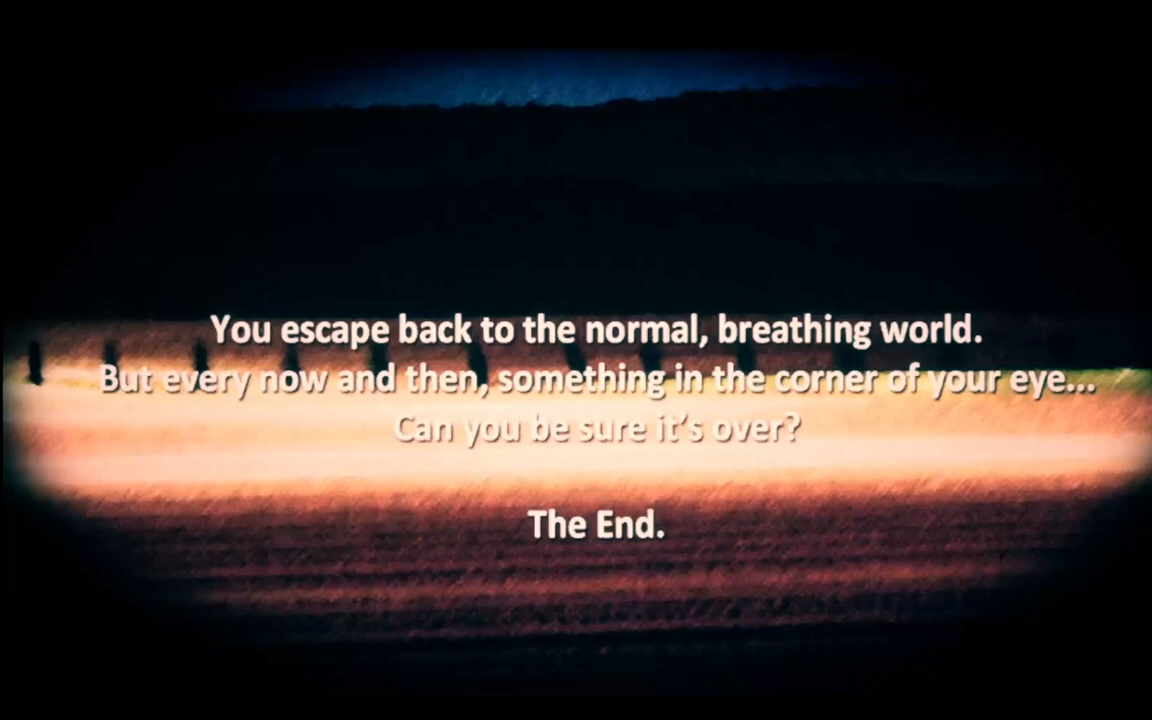 You escape back to the normal, breathing world.
But every now and then, something in the corner of your eye...
Can you be sure it's over?
The End.